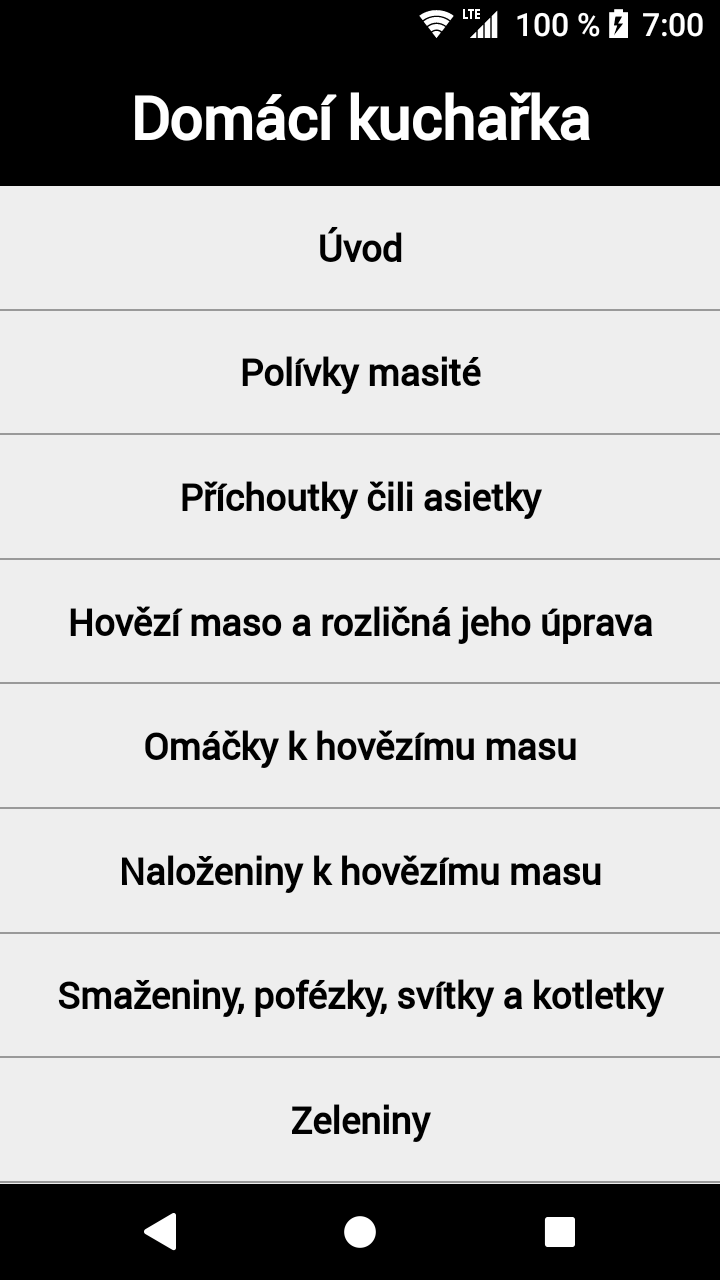 LTE 100 % 7:00
Domácí kuchařka
Úvod
Polívky masité
Příchoutky čili asietky
Hovězí maso a rozličná jeho úprava
Omáčky k hovězímu masu
Naloženiny k hovězímu masu
Smaženiny, pofézky, svítky a kotletky
Zeleniny